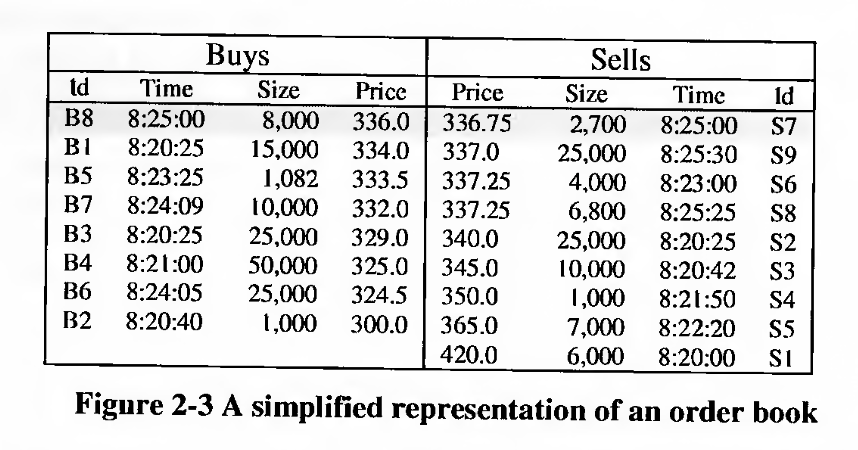 Buys Sells
Id Time Size Price Price Size Time Id
B8 8:25:00 8,000 336.0 336.75 2,700 8:25:00 S7
B1 8:20:25 15,000 334.0 337.0 25,000 8:25:30 S9
B5 8:23:25 1,082 333.5 337.25 4,000 8:23:00 S6
B7 8:24:09 10,000 332.0 337.25 6,800 8:25:25 S8
B3 8:20:25 25,000 329.0 340.0 25,000 8:20:25 S2
B4 8:21:00 50,000 325.0 345.0 10,000 8:20:42 S3
B6 8:24:05 25,000 324.5 350.0 1,000 8:21:50 S4
B2 8:20:40 1,000 300.0 365.0 7,000 8:22:20 S5
420.0 6,000 8:20:00 S1
Figure 2-3 A simplified representation of an order book